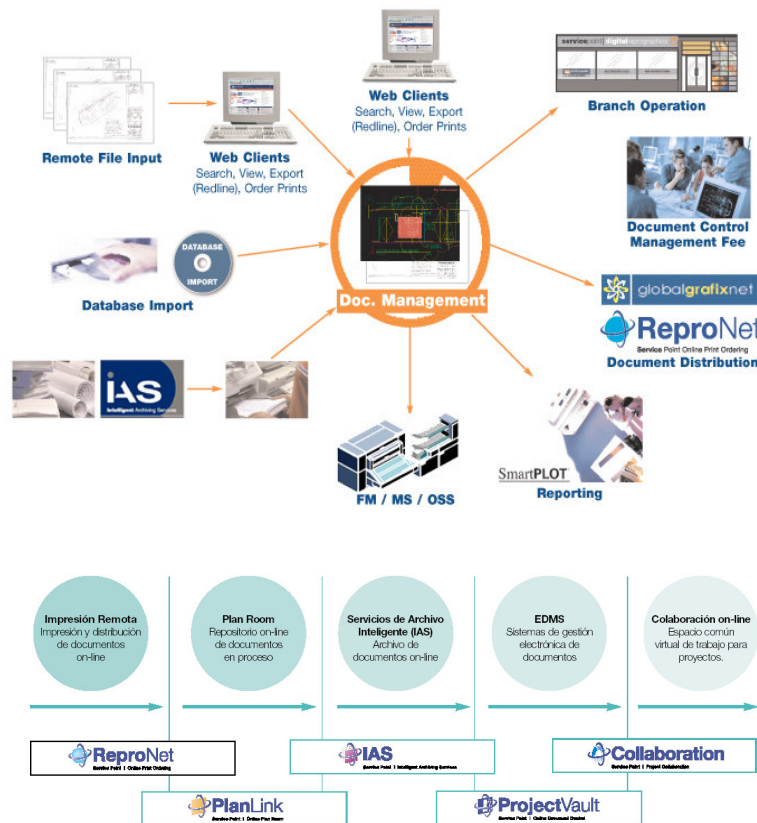 servicepoint digitalreprographics
Web Clients
Search, View, Export
(Redline), Order Prints
Branch Operation
Remote File Input
Web Clients
Search, View, Export
(Redline), Order Prints
Document Control
Management Fee
DATABASE
IMPORT
Database Import
Doc. Management
globalgrafixnet
ReproNet
Service Point Online Print Ordering
Document Distribution
IAS
Intelligent Archiving Services
SmartPLOT
Reporting
FM / MS / OSS
Impresión Remota
Impresión y distribución
de documentos
on-line
Plan Room
Repositorio on-line
de documentos
en proceso
Servicios de Archivo
Inteligente (IAS)
Archivo de
documentos on-line
EDMS
Sistemas de gestión
electrónica de
documentos
Colaboración on-line
Espacio común
virtual de trabajo para
proyectos.
ReproNet
Service Point | Online Print Ordering
IAS
Service Point | Intelligent Archiving Services
Collaboration
Service Point | Project Collaboration
PlanLink
Service Point | Online Plan Room
ProjectVault
Service Point | Online Document Control